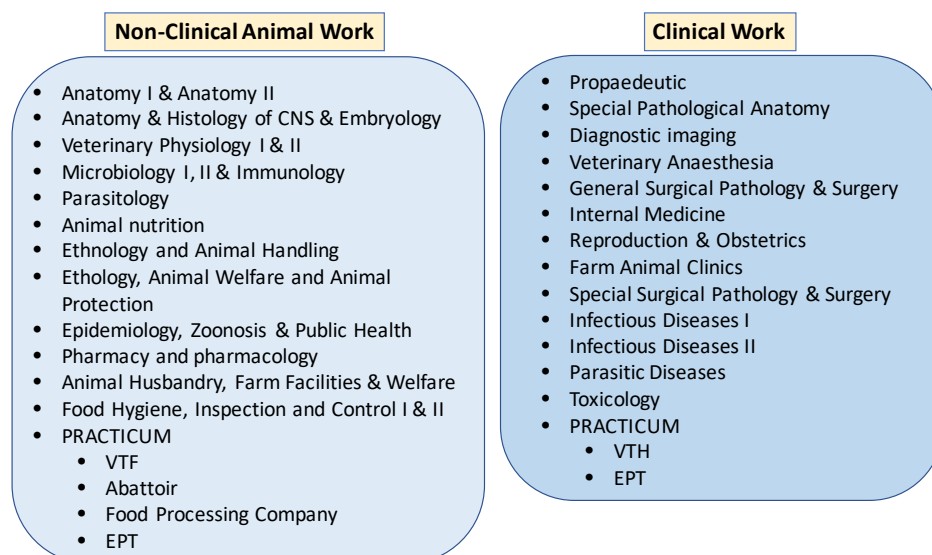 Non-Clinical Animal Work
• Anatomy I & Anatomy II
• Anatomy & Histology of CNS & Embryology
• Veterinary Physiology I & II
• Microbiology I, II & Immunology
• Parasitology
• Animal nutrition
• Ethnology and Animal Handling
• Ethology, Animal Welfare and Animal
Protection
• Epidemiology, Zoonosis & Public Health
• Pharmacy and pharmacology
• Animal Husbandry, Farm Facilities & Welfare
• Food Hygiene, Inspection and Control I & II
• PRACTICUM
• VTF
• Abattoir
• Food Processing Company
• EPT
Clinical Work
• Propaedeutic
• Special Pathological Anatomy
• Diagnostic imaging
• Veterinary Anaesthesia
• General Surgical Pathology & Surgery
• Internal Medicine
• Reproduction & Obstetrics
• Farm Animal Clinics
• Special Surgical Pathology & Surgery
• Infectious Diseases I
• Infectious Diseases II
• Parasitic Diseases
• Toxicology
• PRACTICUM
• VTH
• EPT